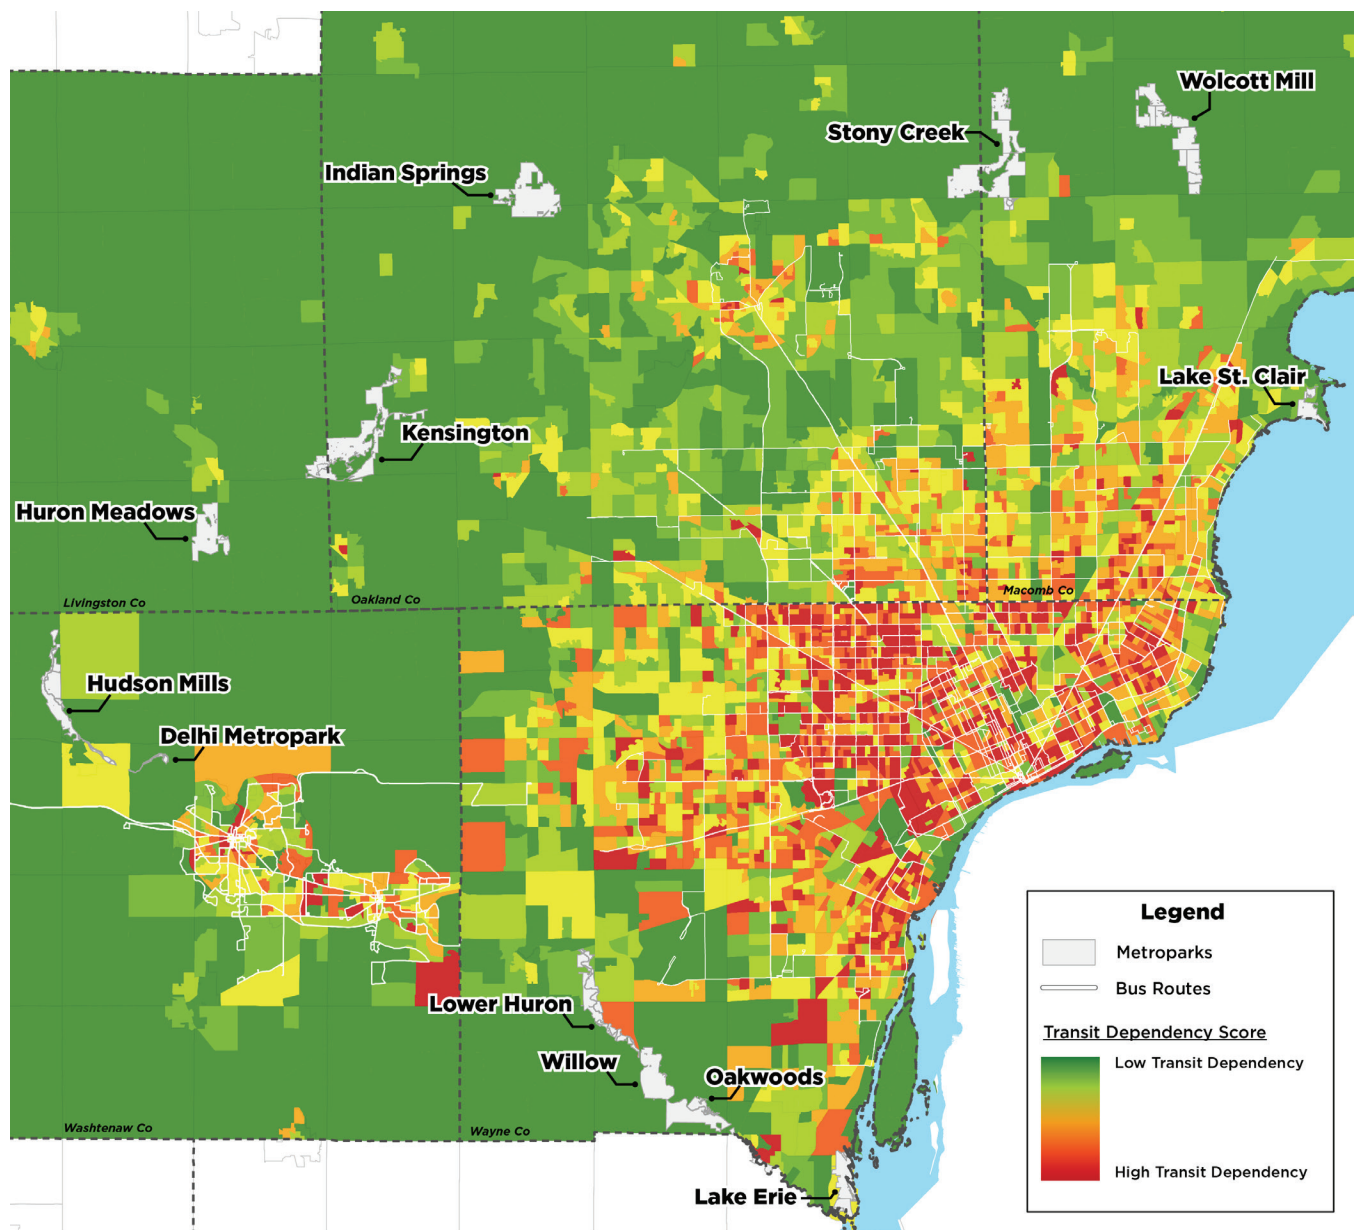 Wolcott Mill
Stony Creek
Indian Springs
Lake St. Clair
Kensington
Huron Meadows
Livingston Co
Oakland Co
Macomb Co
Hudson Mills
Delhi Metropark
Lower Huron
Willow
Oakwoods
Washtenaw Co
Wayne Co
Lake Erie
Legend
Metroparks
Bus Routes
Transit Dependency Score
Low Transit Dependency
High Transit Dependency